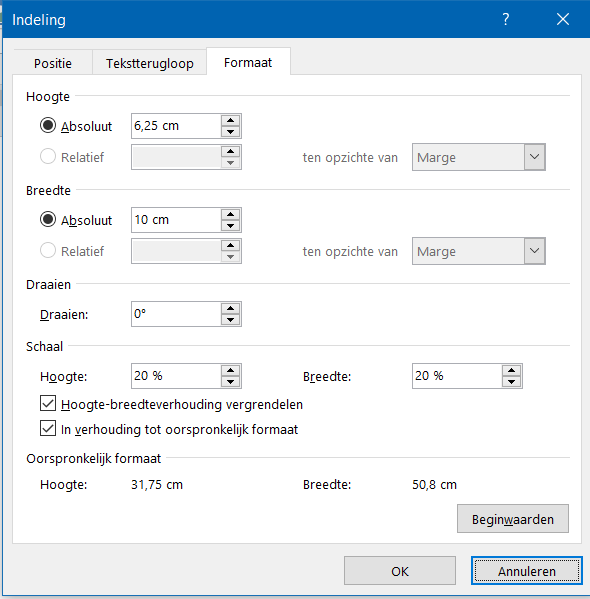 Indeling ?
Positie Tekstterugloop Formaat
Hoogte
Absoluut 6,25 cm
Relatief ten opzichte van Marge
Breedte
Absoluut 10 cm
Relatief ten opzichte van Marge
Draaien
Draaien: 0°
Schaal
Hoogte: 20 % Breedte: 20 %
Hoogte-breedteverhouding vergrendelen
In verhouding tot oorspronkelijk formaat
Oorspronkelijk formaat
Hoogte: 31,75 cm Breedte: 50,8 cm
Beginwaarden
OK Annuleren